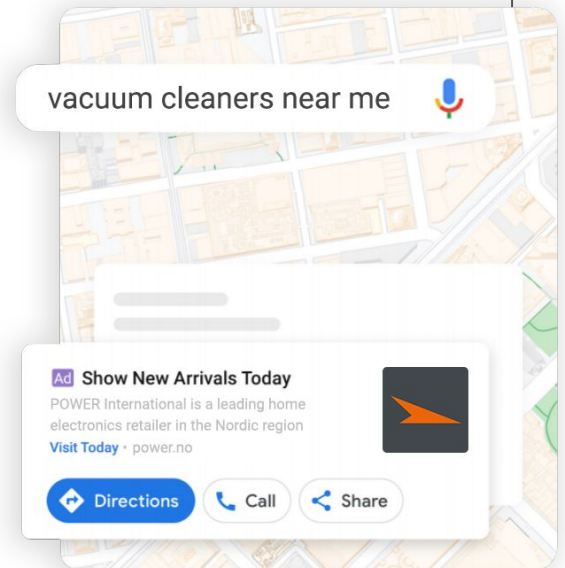 vacuum cleaners near me
Ad Show New Arrivals Today
POWER International is a leading home
electronics retailer in the Nordic region
Visit Today · power.no
Directions Call Share